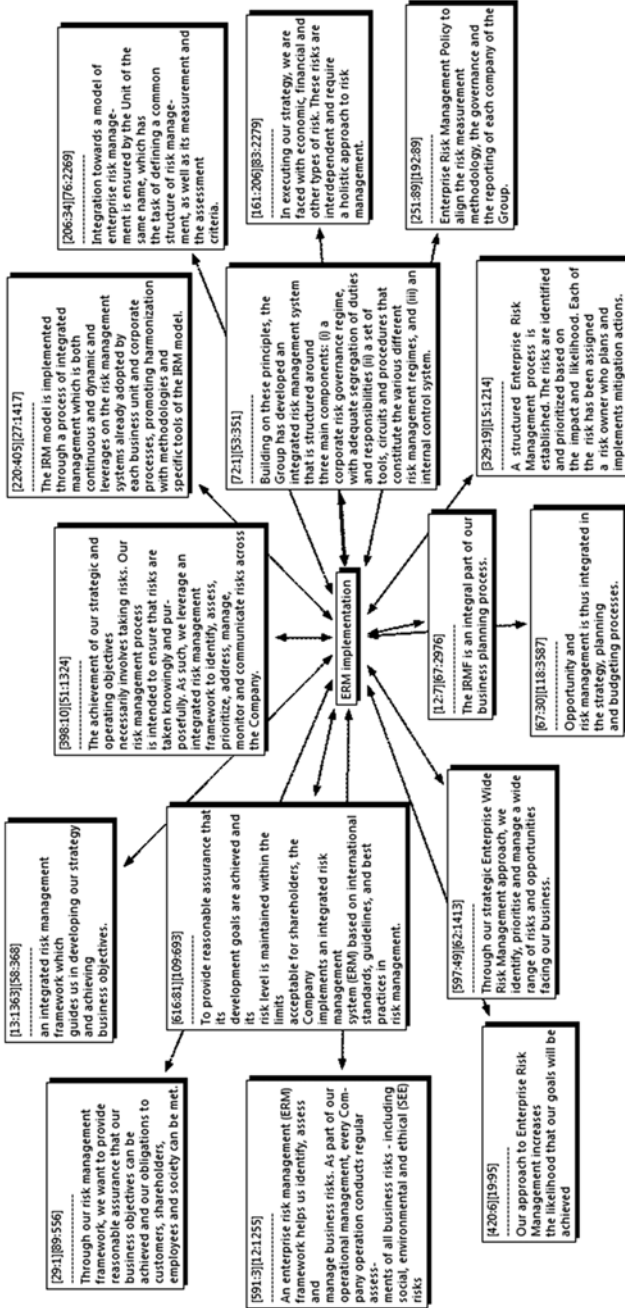 [29:1][89:556]
Through our risk management
framework, we want to provide
reasonable assurance that our
business objectives can be
achieved and our obligations to
customers, shareholders,
employees and society can be met.
[13:1363][58:368]
an integrated risk management
framework which
guides us in developing our strategy
and achieving
business objectives.
[398:10][51:1324]
The achievement of our strategic and
operating objectives
necessarily involves taking risks. Our
risk management process
is intended to ensure that risks are
taken knowingly and pur-
posefully. As such, we leverage an
integrated risk management
framework to identify, assess,
prioritize, address, manage,
monitor and communicate risks across
the Company.
[220:405][27:1417]
The IRM model is implemented
through a process of integrated
management which is both
continuous and dynamic and
leverages on the risk management
systems already adopted by
each business unit and corporate
processes, promoting harmonization
with methodologies and
specific tools of the IRM model.
[206:34][76:2269]
Integration towards a model of
enterprise risk manage-
ment is ensured by the Unit of the
same name, which has
the task of defining a common
structure of risk manage-
ment, as well as its measurement and
the assessment
criteria.
[591:3][12:1255]
An enterprise risk management (ERM)
framework helps us identify, assess
and
manage business risks. As part of our
operational management, every Com-
pany operation conducts regular
assess-
ments of all business risks - including
social, environmental and ethical (SEE)
risks
[616:81][109:693]
To provide reasonable assurance that
its
development goals are achieved and
its
risk level is maintained within the
limits
acceptable for shareholders, the
Company
implements an integrated risk
management
system (ERM) based on international
standards, guidelines, and best
practices in
risk management.
ERM implementation
[72:1][53:351]
Building on these principles, the
Group has developed an
integrated risk management system
that is structured around
three main components: (i) a
corporate risk governance regime,
with adequate segregation of duties
and responsibilities (ii) a set of
tools, circuits and procedures that
constitute the various different
risk management regimes, and (iii) an
internal control system.
[161:206][83:2279]
In executing our strategy, we are
faced with economic, financial and
other types of risk. These risks are
interdependent and require
a holistic approach to risk
management.
[420:6][19:95]
Our approach to Enterprise Risk
Management increases
the likelihood that our goals will be
achieved
[597:49][62:1413]
Through our strategic Enterprise Wide
Risk Management approach, we
identify, prioritise and manage a wide
range of risks and opportunities
facing our business.
[12:7][67:2976]
The IRMF is an integral part of our
business planning process.
[67:30][118:3587]
Opportunity and
risk management is thus integrated in
the strategy, planning
and budgeting processes.
[329:19][15:1214]
A structured Enterprise Risk
Management process is
established. The risks are identified
and prioritized based on
the impact and likelihood. Each of
the risk has been assigned
a risk owner who plans and
implements mitigation actions.
[251:89][192:89]
Enterprise Risk Management Policy to
align the risk measurement
methodology, the governance and
the reporting of each company of the
Group.